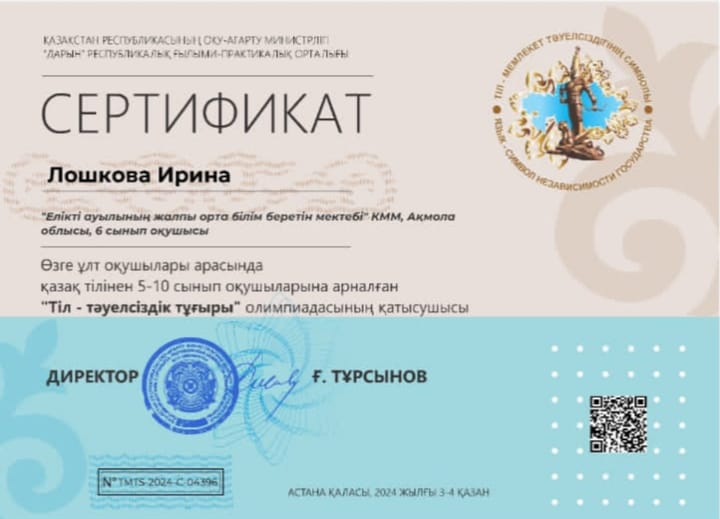 ҚАЗАҚСТАН РЕСПУБЛИКАСЫНЫҢ ОҚУ-АҒАРТУ МИНИСТРЛІГІ
"ДАРЫН" РЕСПУБЛИКАЛЫҚ ҒЫЛЫМИ-ПРАКТИКАЛЫҚ ОРТАЛЫҒЫ
ТІЛ - МЕМЛЕКЕТ ТӘУЕЛСІЗДІГІНІҢ СИМВОЛЫ
ЯЗЫК - СИМВОЛ НЕЗАВИСИМОСТИ ГОСУДАРСТВА
СЕРТИФИКАТ
Лошкова Ирина
"Елікті ауылының жалпы орта білім беретін мектебі" КММ, Ақмола
облысы, 6 сынып оқушысы
Өзге ұлт оқушылары арасында
қазақ тілінен 5-10 сынып оқушыларына арналған
"Тіл - тәуелсіздік тұғыры" олимпиадасының қатысушысы
ДИРЕКТОР Ғ. ТҰРСЫНОВ
N° TMTS-2024-C-04396
АСТАНА ҚАЛАСЫ, 2024 ЖЫЛҒЫ 3-4 ҚАЗАН